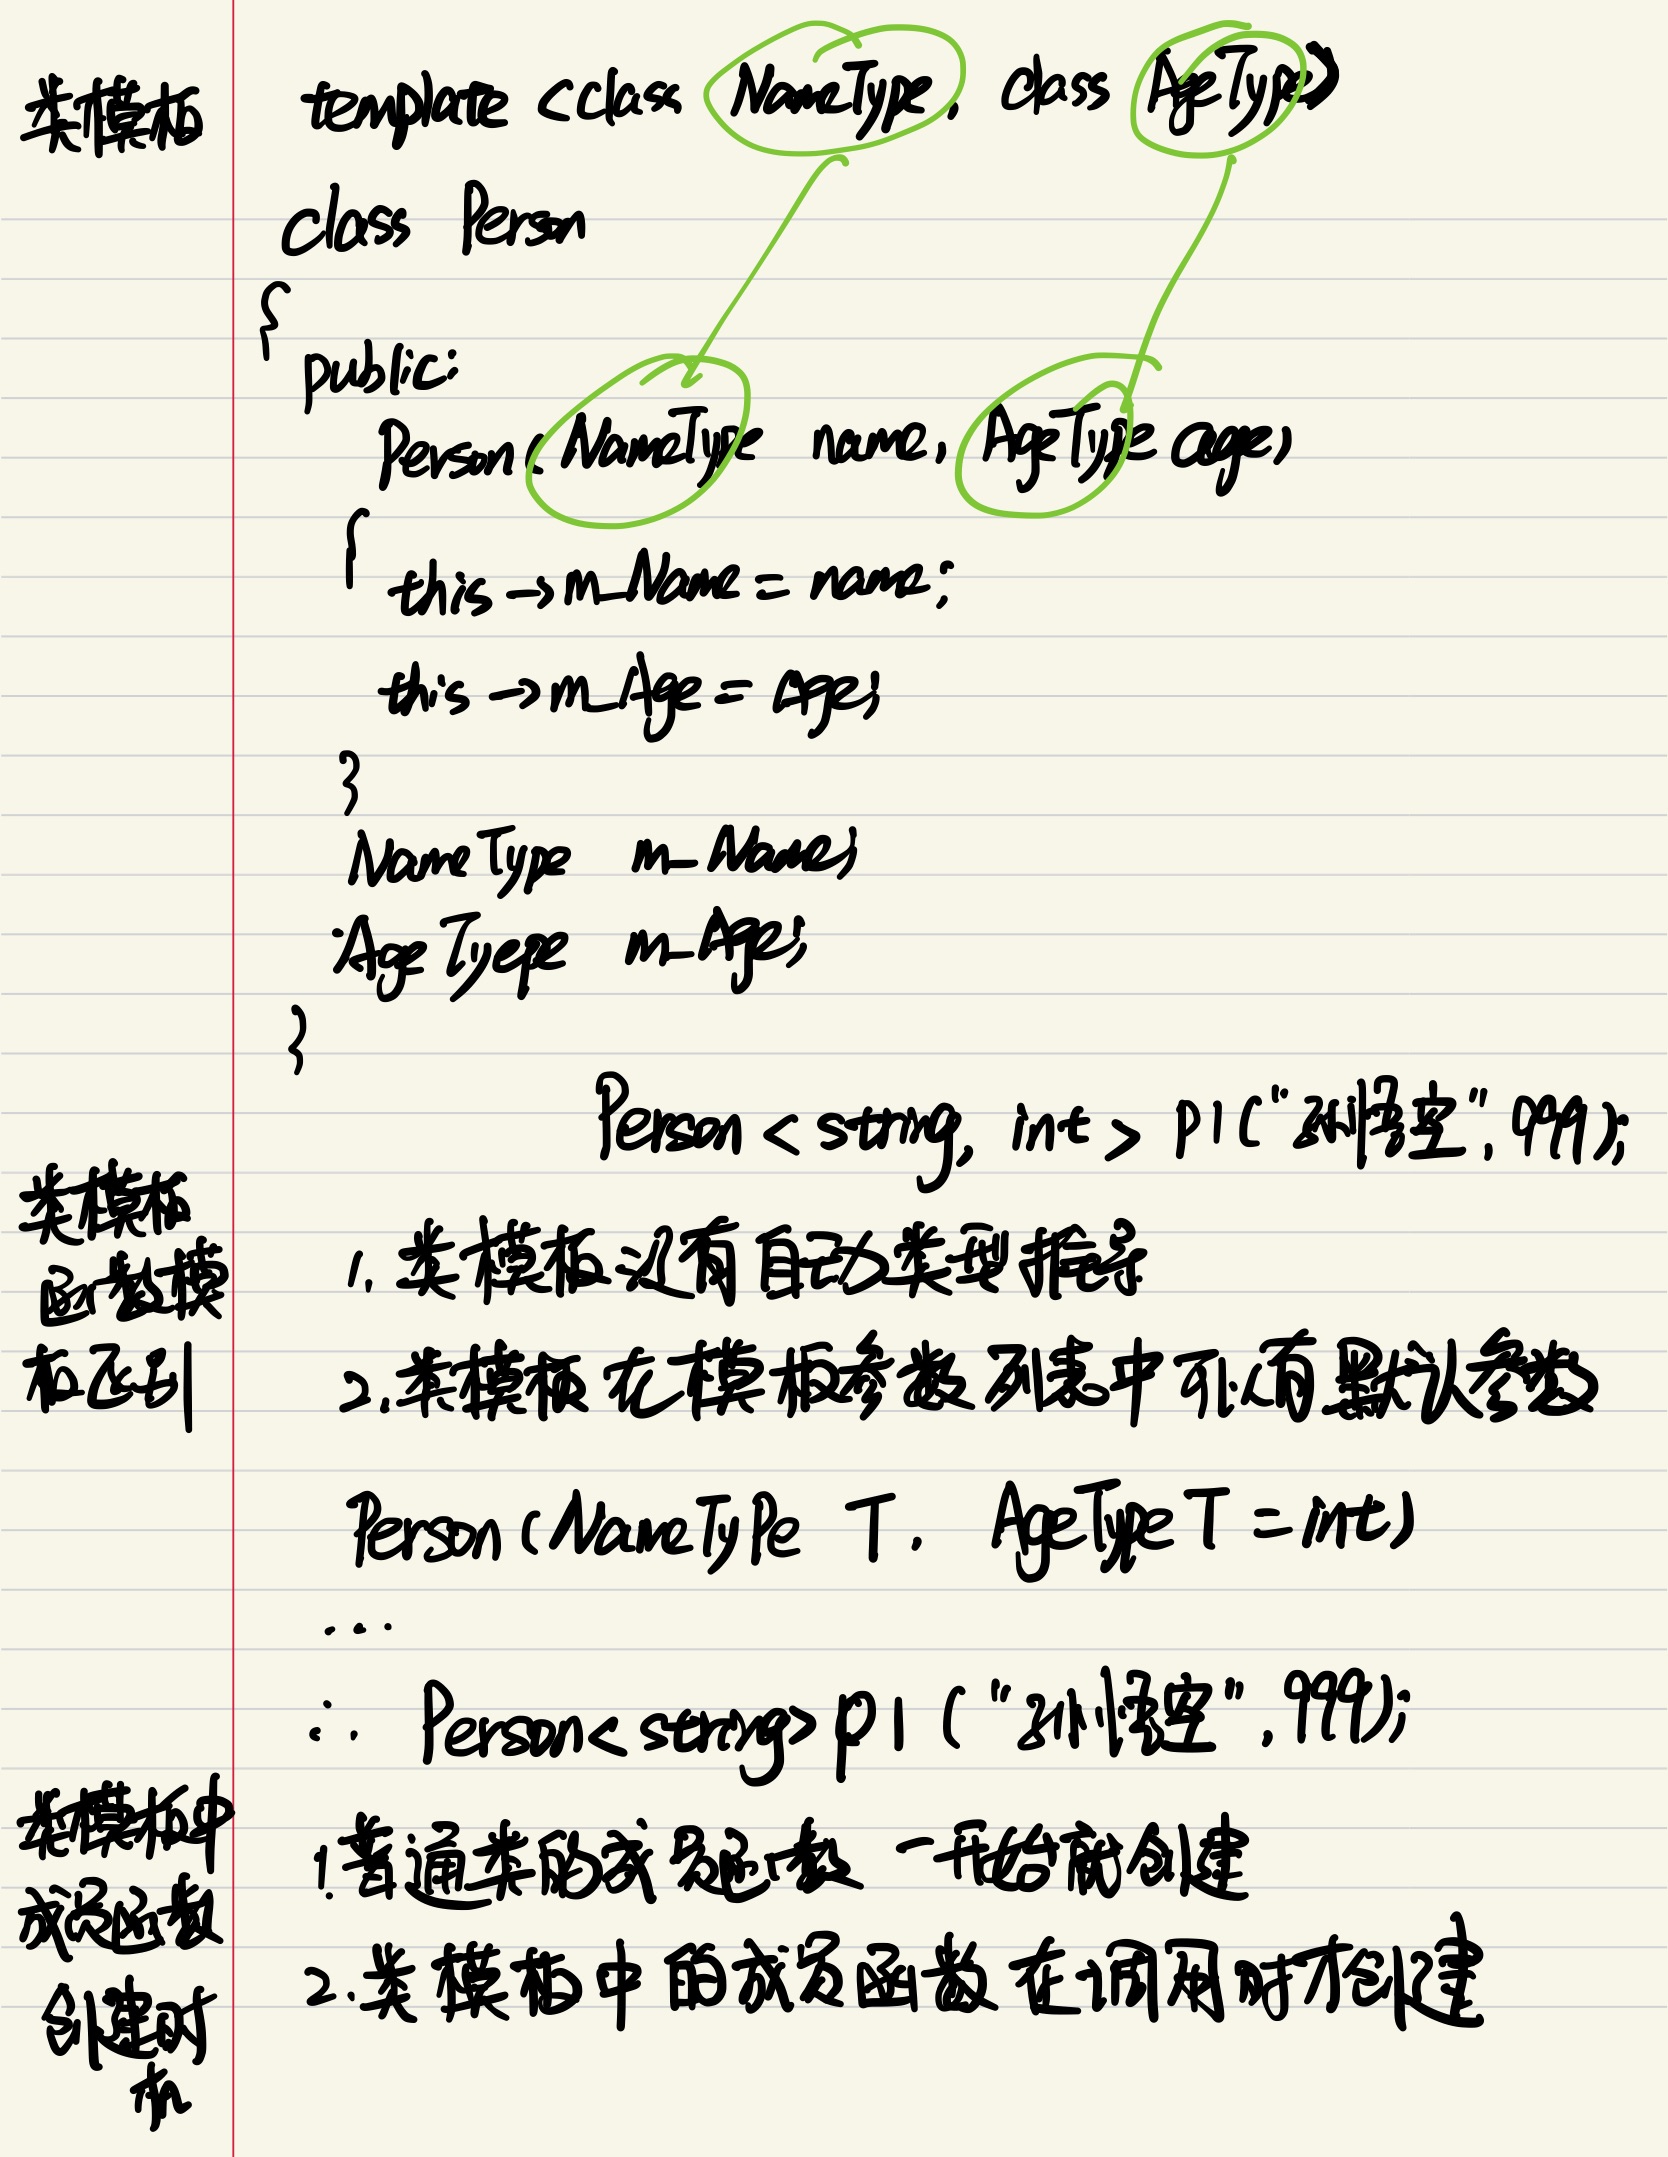 类模板
template <class NameType, class AgeType>
class Person
{
public:
Person(NameType name, AgeType age)
{
this->m_Name = name;
this->m_Age = Age;
}
NameType m_Name;
AgeTyepe m_Age;
}
Person<string, int> p1("孙悟空", 999);
类模板
函数模
板区别
1. 类模板没有自动类型推导
2. 类模板在模板参数列表中可以有默认参数
Person(NameTyPe T, AgeType T = int)
...
∴ Person<string> p1("孙悟空", 999);
类模板中
成员函数
创建时
机
1. 普通类的成员函数 一开始就创建
2. 类模板中的成员函数在调用时才创建